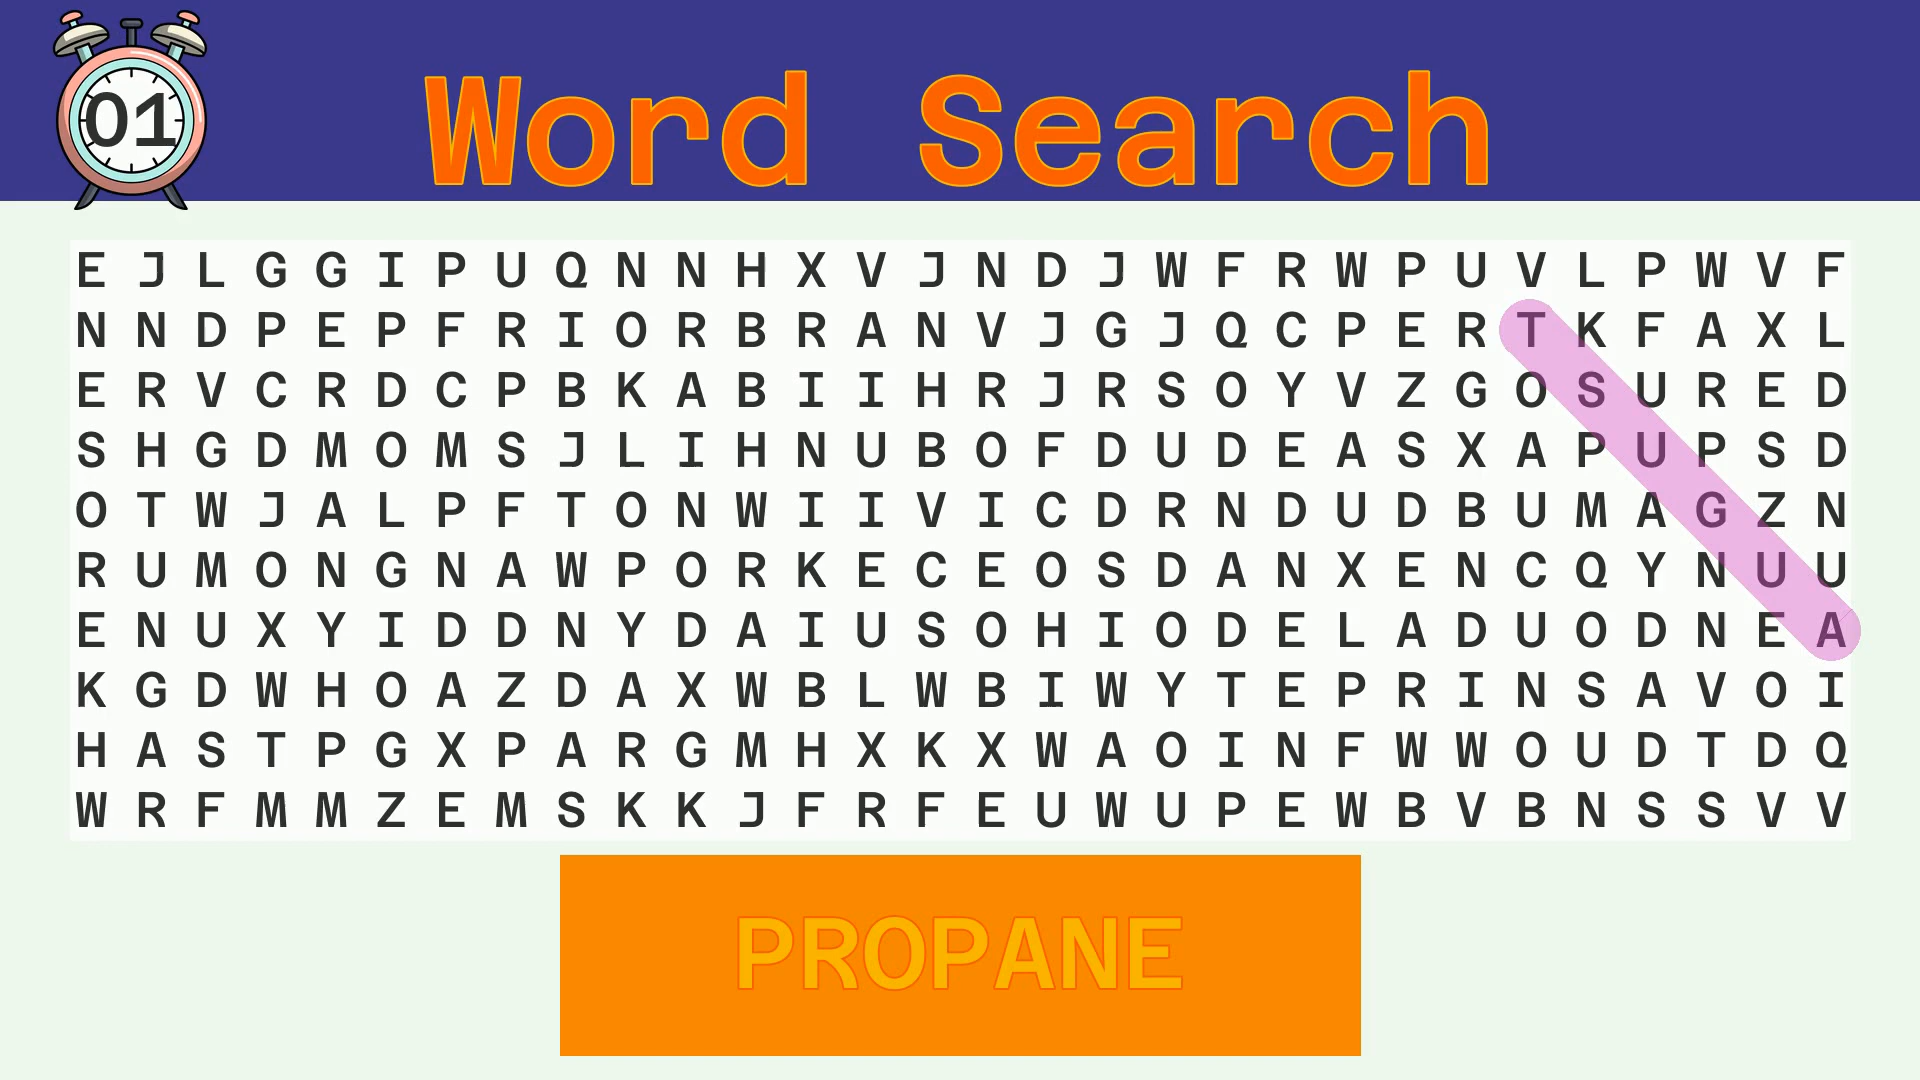 01
Word Search
E J L G G I P U Q N N H X V J N D J W F R W P U V L P W V F
N N D P E P F R I O R B R A N V J G J Q C P E R T K F A X L
E R V C R D C P B K A B I I H R J R S O Y V Z G O S U R E D
S H G D M O M S J L I H N U B O F D U D E A S X A P U P S D
O T W J A L P F T O N W I I V I C D R N D U D B U M A G Z N
R U M O N G N A W P O R K E C E O S D A N X E N C Q Y N U U
E N U X Y I D D N Y D A I U S O H I O D E L A D U O D N E A
K G D W H O A Z D A X W B L W B I W Y T E P R I N S A V O I
H A S T P G X P A R G M H X K X W A O I N F W W O U D T D Q
W R F M M Z E M S K K J F R F E U W U P E W B V B N S S V V
PROPANE